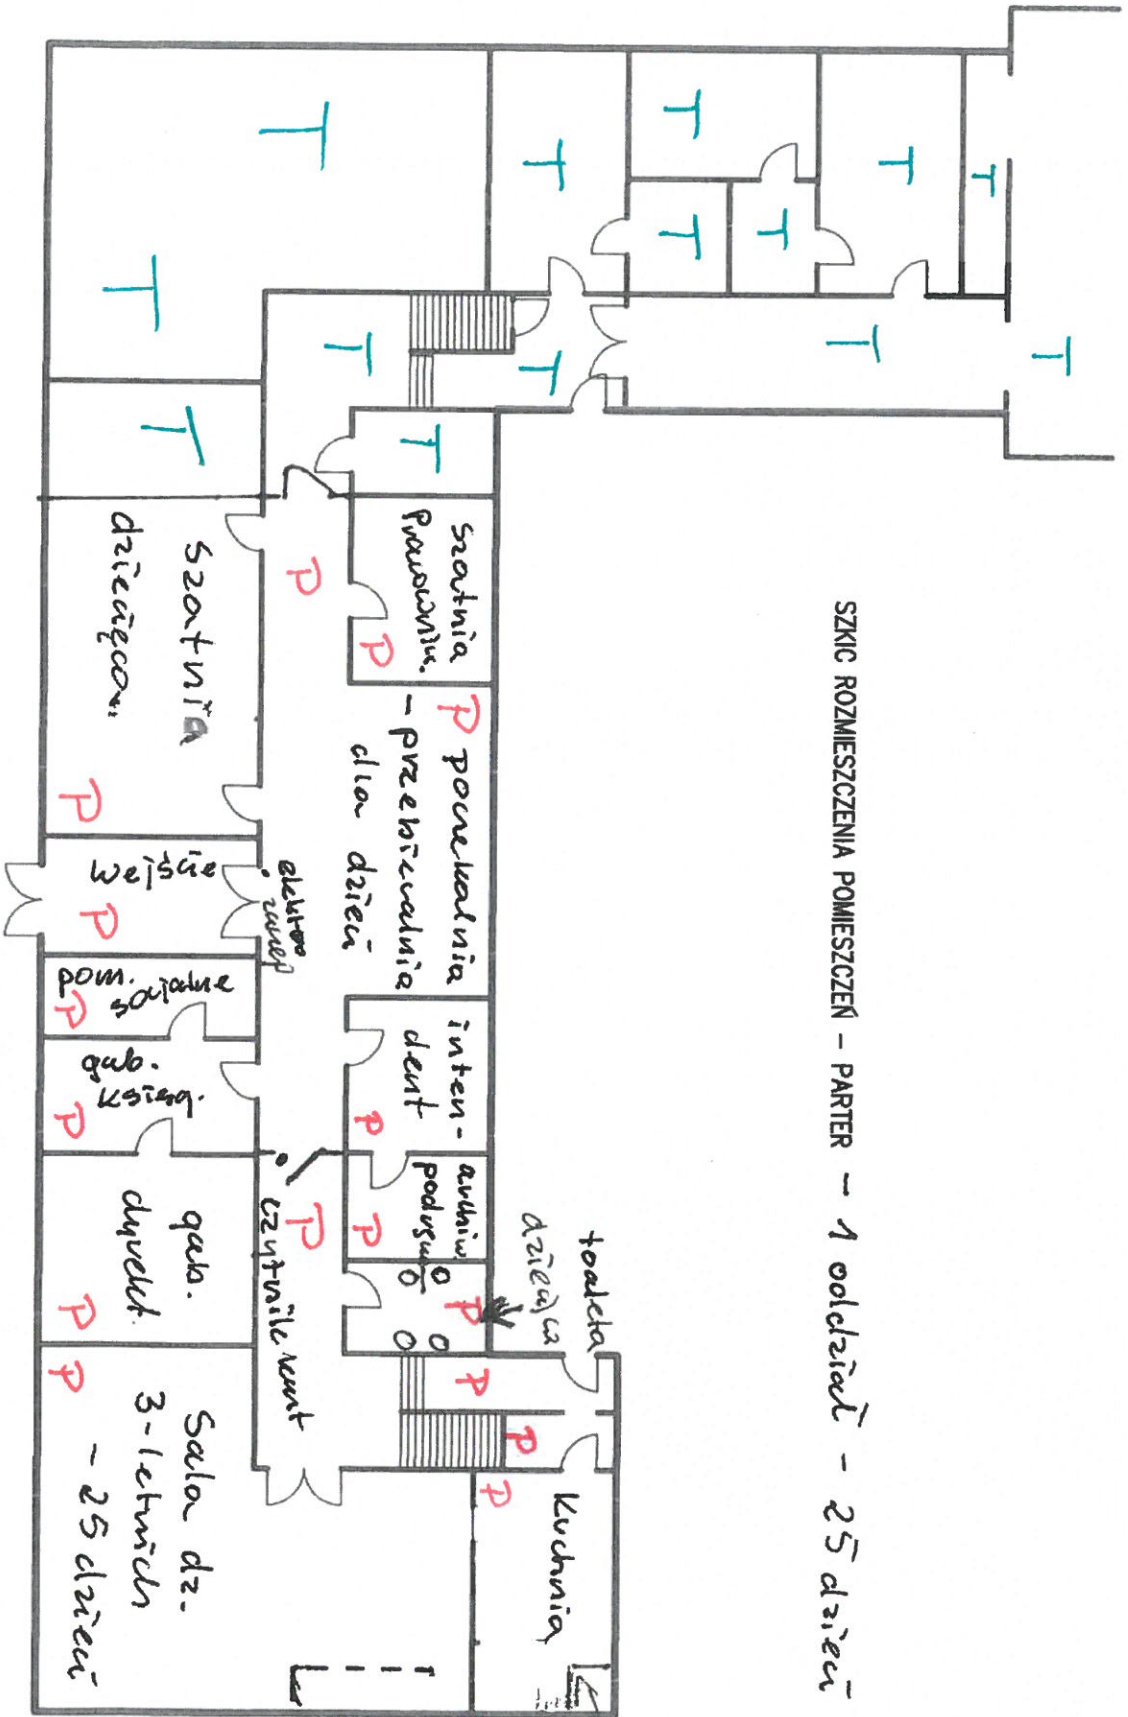 SZKIC ROZMIESZCZENIA POMIESZCZEŃ - PARTER - 1 oddział - 25 dzieci
T
T
T
T
T
T
T
T
T
T
T
T
T
T
szatnia
Pracownik.
P
P
P poczekalnia
- przebieralnia
dla dzieci
inten-
dent
P
archiw.
podręczne
P
toaleta
dziecięca
P
P
P
P
Kuchnia
szatnia
dziecięca
P
wejście
P
elektro
zamek
pom.
socjalne
P
gab.
księg.
P
gab.
dyrekt.
P
P
czytnik kart
P
Sala dz.
3-letnich
- 25 dzieci